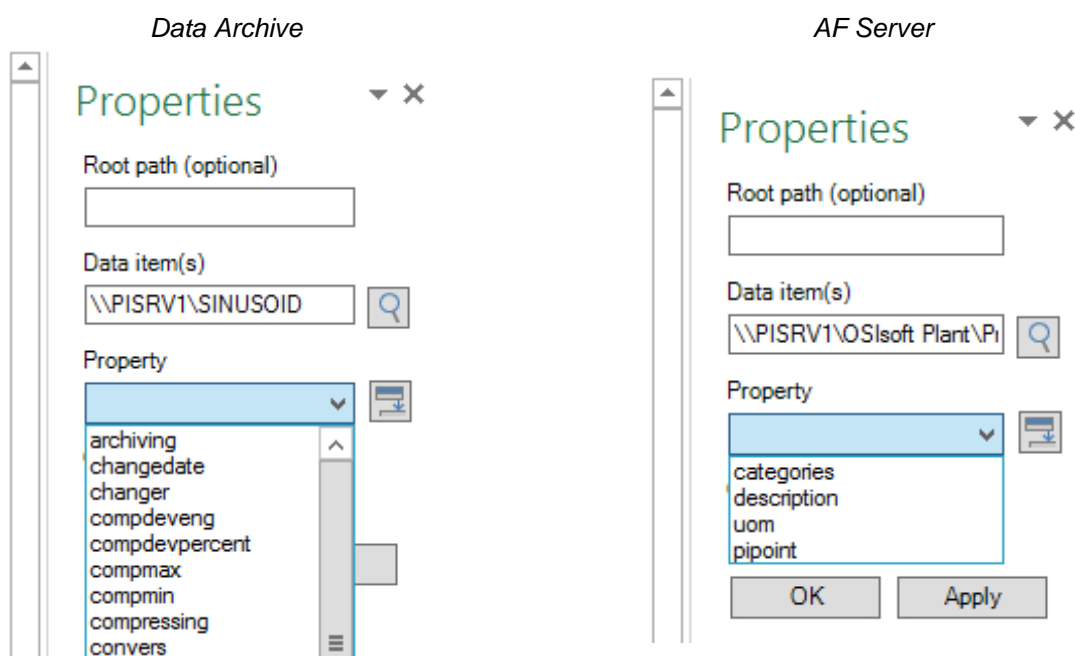 Data Archive
Properties
Root path (optional)
Data item(s)
\\PISRV1\SINUSOID
Property
archiving
changedate
changer
compdeveng
compdevpercent
compmax
compmin
compressing
convers
AF Server
Properties
Root path (optional)
Data item(s)
\\PISRV1\OSIsoft Plant\
Property
categories
description
uom
pipoint
OK Apply